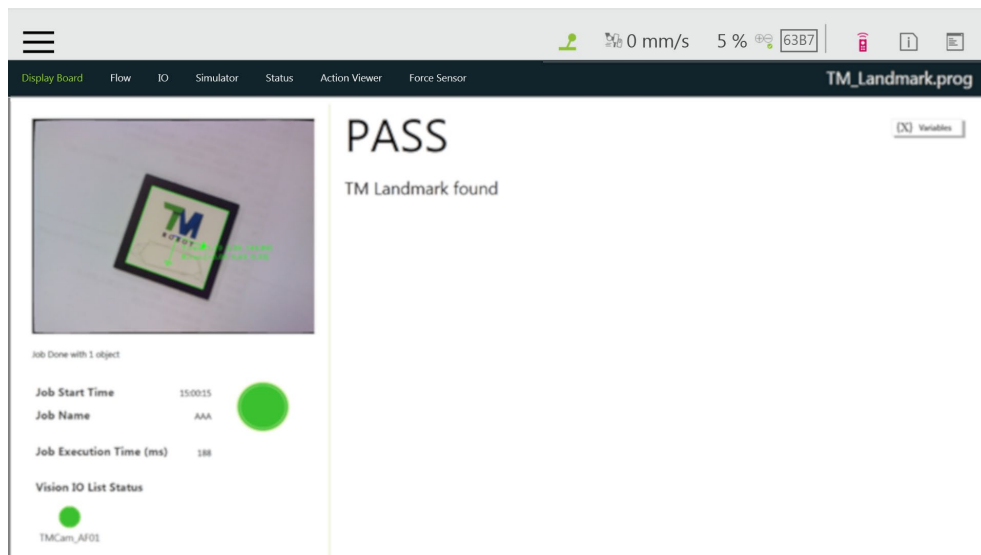 0 mm/s 5 % 63B7
Display Board Flow IO Simulator Status Action Viewer Force Sensor TM_Landmark.prog
PASS
{X} Variables
TM Landmark found
TM
ROBOT
Job Done with 1 object
Job Start Time 15:00:15
Job Name AAA
Job Execution Time (ms) 188
Vision IO List Status
TMCam_AF01